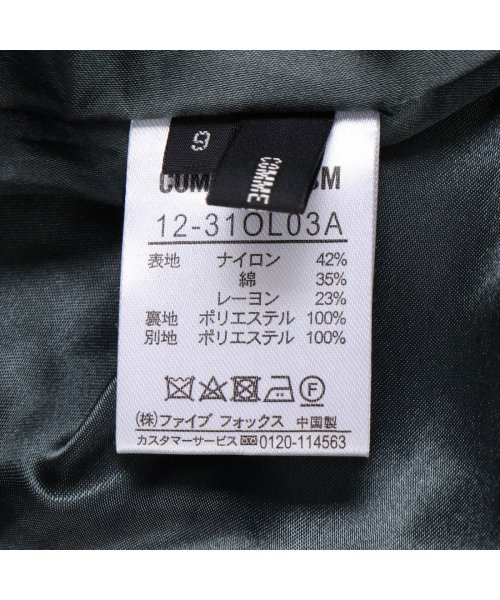 9
COMME
COMME
12-31OL03A
表地 ナイロン 42%
綿 35%
レーヨン 23%
裏地 ポリエステル 100%
別地 ポリエステル 100%
F
(株)ファイブ フォックス 中国製
カスタマーサービス 0120-114563